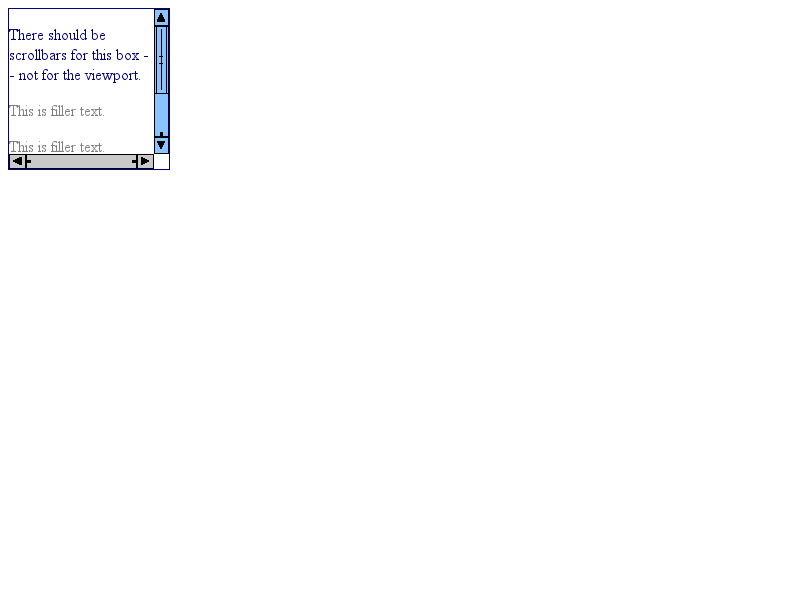 There should be
scrollbars for this box -
- not for the viewport.
This is filler text.
This is filler text.